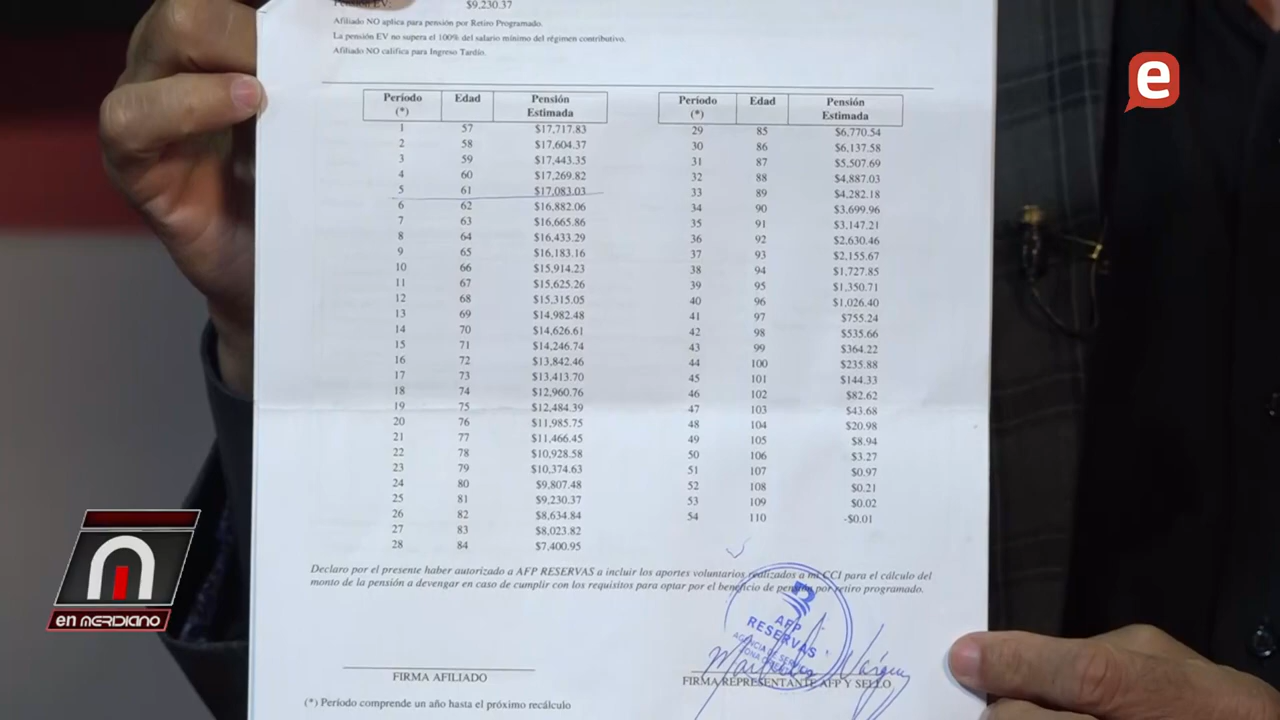 Pensión EV: $9,230.37
Afiliado NO aplica para pensión por Retiro Programado.
La pensión EV no supera el 100% del salario mínimo del régimen contributivo.
Afiliado NO califica para Ingreso Tardío.
Período (*) Edad Pensión Estimada
1 57 $17,717.83
2 58 $17,604.37
3 59 $17,443.35
4 60 $17,269.82
5 61 $17,083.03
6 62 $16,882.06
7 63 $16,665.86
8 64 $16,433.29
9 65 $16,183.16
10 66 $15,914.23
11 67 $15,625.26
12 68 $15,315.05
13 69 $14,982.48
14 70 $14,626.61
15 71 $14,246.74
16 72 $13,842.46
17 73 $13,413.70
18 74 $12,960.76
19 75 $12,484.39
20 76 $11,985.75
21 77 $11,466.45
22 78 $10,928.58
23 79 $10,374.63
24 80 $9,807.48
25 81 $9,230.37
26 82 $8,634.84
27 83 $8,023.82
28 84 $7,400.95
Período (*) Edad Pensión Estimada
29 85 $6,770.54
30 86 $6,137.58
31 87 $5,507.69
32 88 $4,887.03
33 89 $4,282.18
34 90 $3,699.96
35 91 $3,147.21
36 92 $2,630.46
37 93 $2,155.67
38 94 $1,727.85
39 95 $1,350.71
40 96 $1,026.40
41 97 $755.24
42 98 $535.66
43 99 $364.22
44 100 $235.88
45 101 $144.33
46 102 $82.62
47 103 $43.68
48 104 $20.98
49 105 $8.94
50 106 $3.27
51 107 $0.97
52 108 $0.21
53 109 $0.02
54 110 -$0.01
Declaro por el presente haber autorizado a AFP RESERVAS a incluir los aportes voluntarios realizados a mi CCI para el cálculo del
monto de la pensión a devengar en caso de cumplir con los requisitos para optar por el beneficio de pensión por retiro programado.
AFP
RESERVAS
FIRMA AFILIADO
FIRMA REPRESENTANTE AFP Y SELLO
(*) Período comprende un año hasta el próximo recálculo
e
en MERDIANO